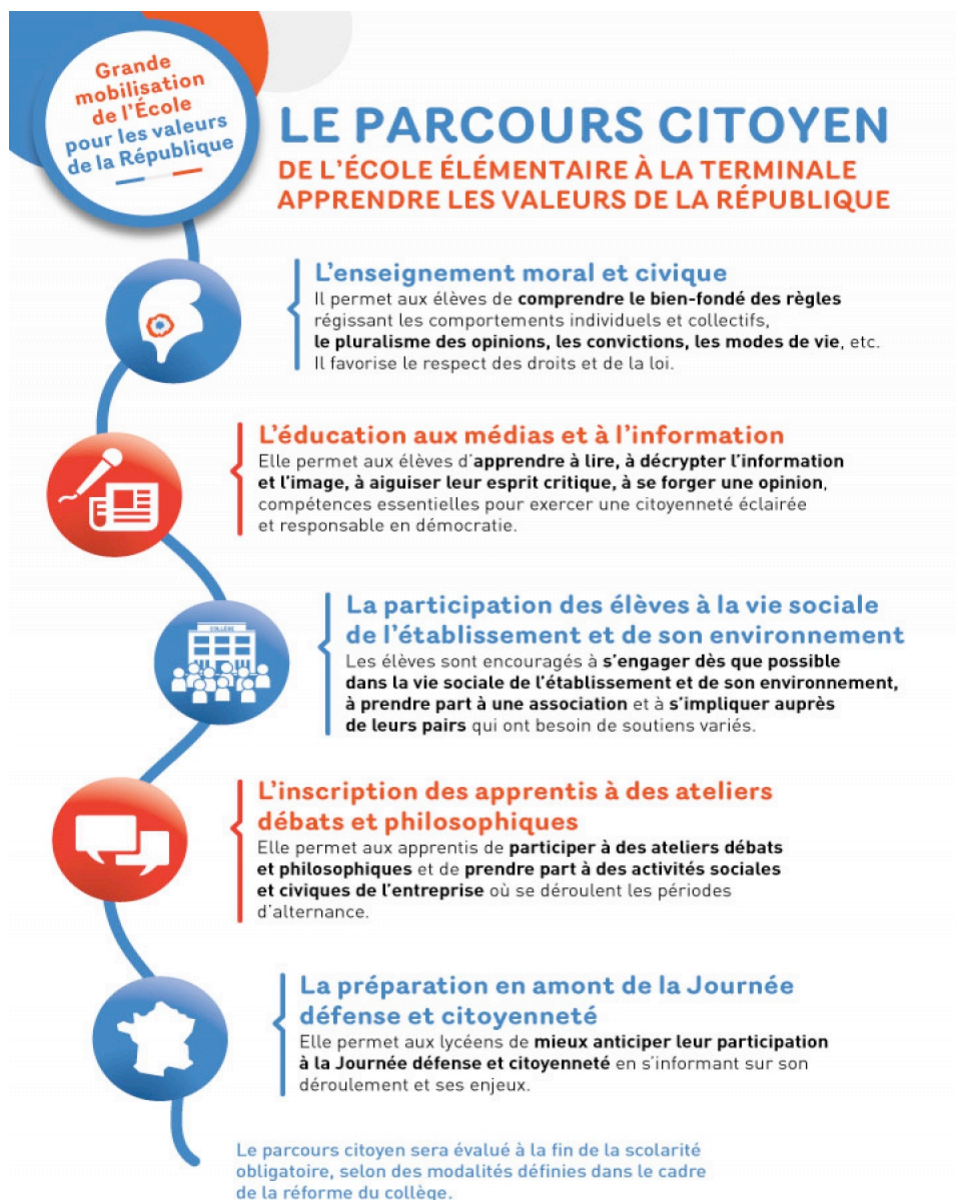 Grande
mobilisation
de l'École
pour les valeurs
de la République
LE PARCOURS CITOYEN
DE L'ÉCOLE ÉLÉMENTAIRE À LA TERMINALE
APPRENDRE LES VALEURS DE LA RÉPUBLIQUE
L'enseignement moral et civique
Il permet aux élèves de comprendre le bien-fondé des règles
régissant les comportements individuels et collectifs,
le pluralisme des opinions, les convictions, les modes de vie, etc.
Il favorise le respect des droits et de la loi.
L'éducation aux médias et à l'information
Elle permet aux élèves d'apprendre à lire, à décrypter l'information
et l'image, à aiguiser leur esprit critique, à se forger une opinion,
compétences essentielles pour exercer une citoyenneté éclairée
et responsable en démocratie.
COLLÈGE
La participation des élèves à la vie sociale
de l'établissement et de son environnement
Les élèves sont encouragés à s'engager dès que possible
dans la vie sociale de l'établissement et de son environnement,
à prendre part à une association et à s'impliquer auprès
de leurs pairs qui ont besoin de soutiens variés.
L'inscription des apprentis à des ateliers
débats et philosophiques
Elle permet aux apprentis de participer à des ateliers débats
et philosophiques et de prendre part à des activités sociales
et civiques de l'entreprise où se déroulent les périodes
d'alternance.
La préparation en amont de la Journée
défense et citoyenneté
Elle permet aux lycéens de mieux anticiper leur participation
à la Journée défense et citoyenneté en s'informant sur son
déroulement et ses enjeux.
Le parcours citoyen sera évalué à la fin de la scolarité
obligatoire, selon des modalités définies dans le cadre
de la réforme du collège.